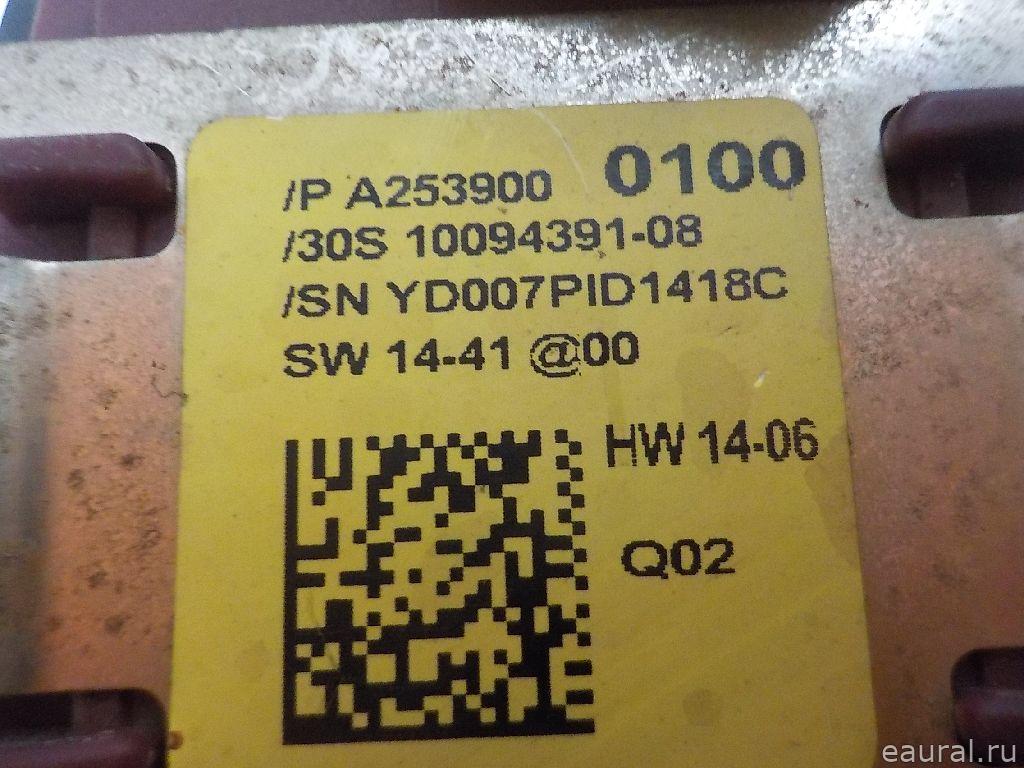 /P A253900 0100
/30S 10094391-08
/SN YD007PID1418C
SW 14-41 @00
HW 14-06
Q02
eaural.ru